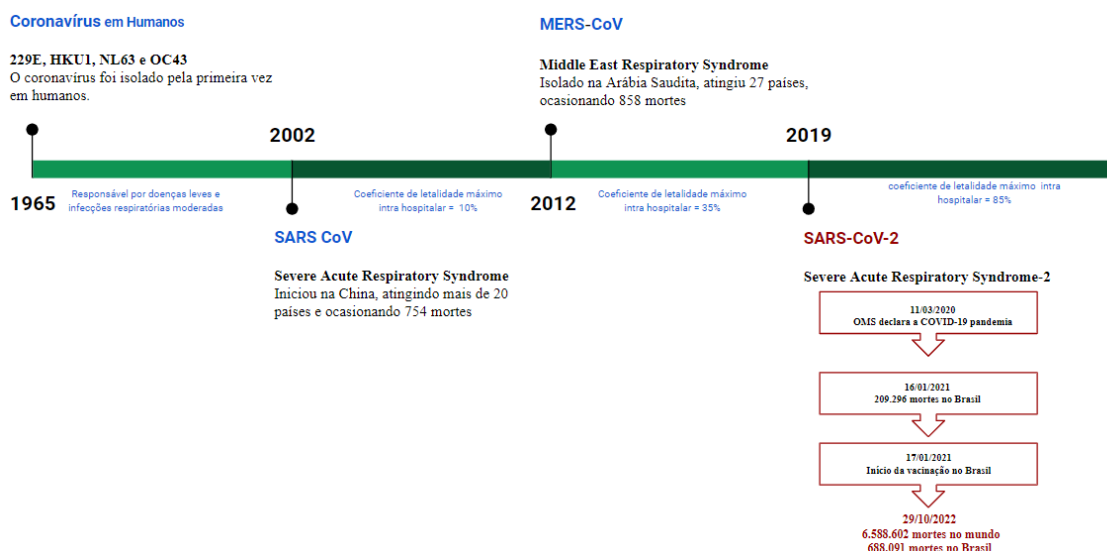 Coronavírus em Humanos
229E, HKU1, NL63 e OC43
O coronavírus foi isolado pela primeira vez
em humanos.
MERS-CoV
Middle East Respiratory Syndrome
Isolado na Arábia Saudita, atingiu 27 países,
ocasionando 858 mortes
2002
2019
1965
Responsável por doenças leves e
infecções respiratórias moderadas
Coeficiente de letalidade máximo
intra hospitalar = 10%
2012
Coeficiente de letalidade máximo
intra hospitalar = 35%
coeficiente de letalidade máximo intra
hospitalar = 85%
SARS CoV
Severe Acute Respiratory Syndrome
Iniciou na China, atingindo mais de 20
países e ocasionando 754 mortes
SARS-CoV-2
Severe Acute Respiratory Syndrome-2
11/03/2020
OMS declara a COVID-19 pandemia
16/01/2021
209.296 mortes no Brasil
17/01/2021
Início da vacinação no Brasil
29/10/2022
6.588.602 mortes no mundo
688.091 mortes no Brasil